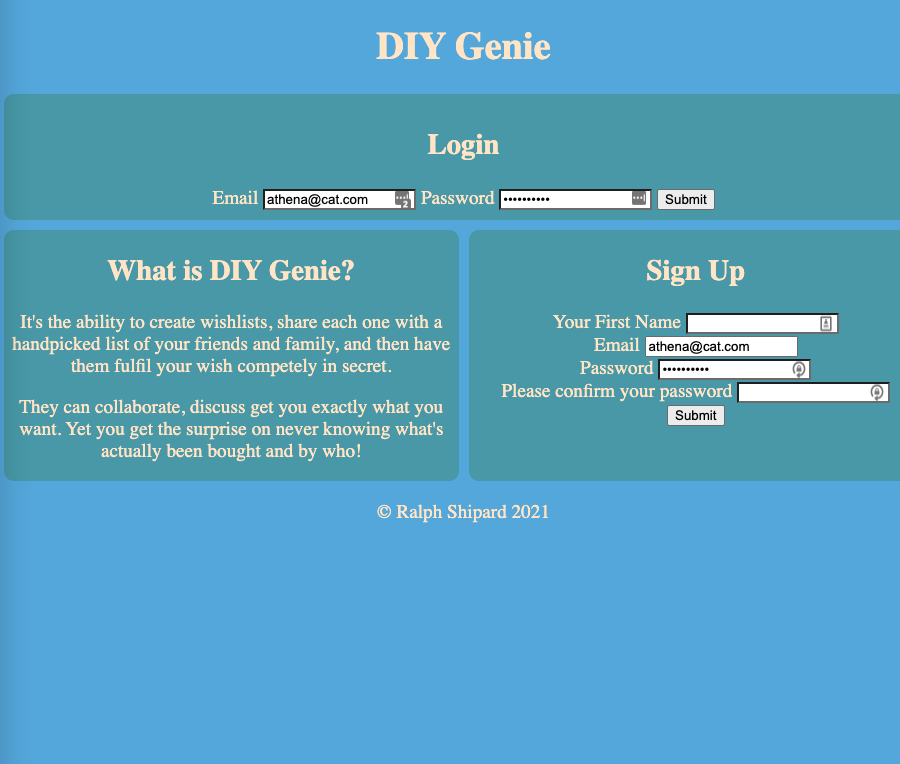 DIY Genie
Login
Email athena@cat.com Password •••••••••• Submit
What is DIY Genie?
It's the ability to create wishlists, share each one with a
handpicked list of your friends and family, and then have
them fulfil your wish competely in secret.
They can collaborate, discuss get you exactly what you
want. Yet you get the surprise on never knowing what's
actually been bought and by who!
Sign Up
Your First Name
Email athena@cat.com
Password ••••••••••
Please confirm your password
Submit
© Ralph Shipard 2021